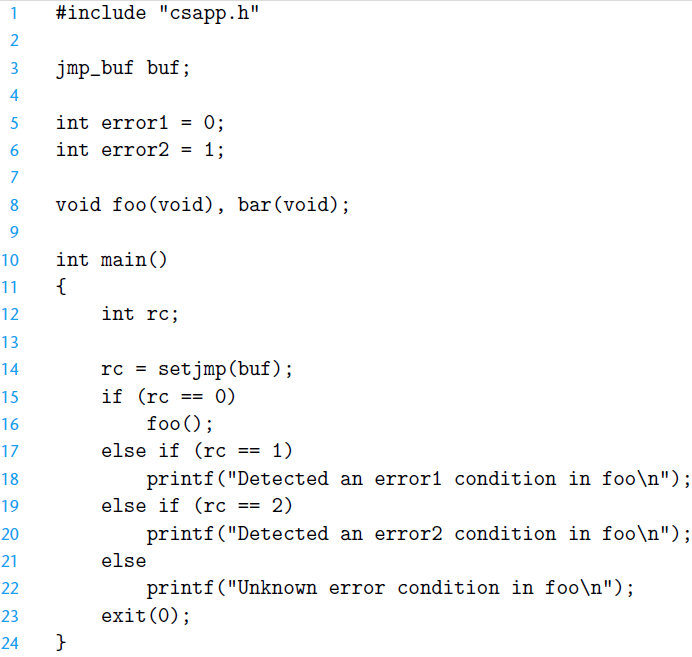 1 #include "csapp.h"
2
3 jmp_buf buf;
4
5 int error1 = 0;
6 int error2 = 1;
7
8 void foo(void), bar(void);
9
10 int main()
11 {
12     int rc;
13
14     rc = setjmp(buf);
15     if (rc == 0)
16         foo();
17     else if (rc == 1)
18         printf("Detected an error1 condition in foo\n");
19     else if (rc == 2)
20         printf("Detected an error2 condition in foo\n");
21     else
22         printf("Unknown error condition in foo\n");
23     exit(0);
24 }